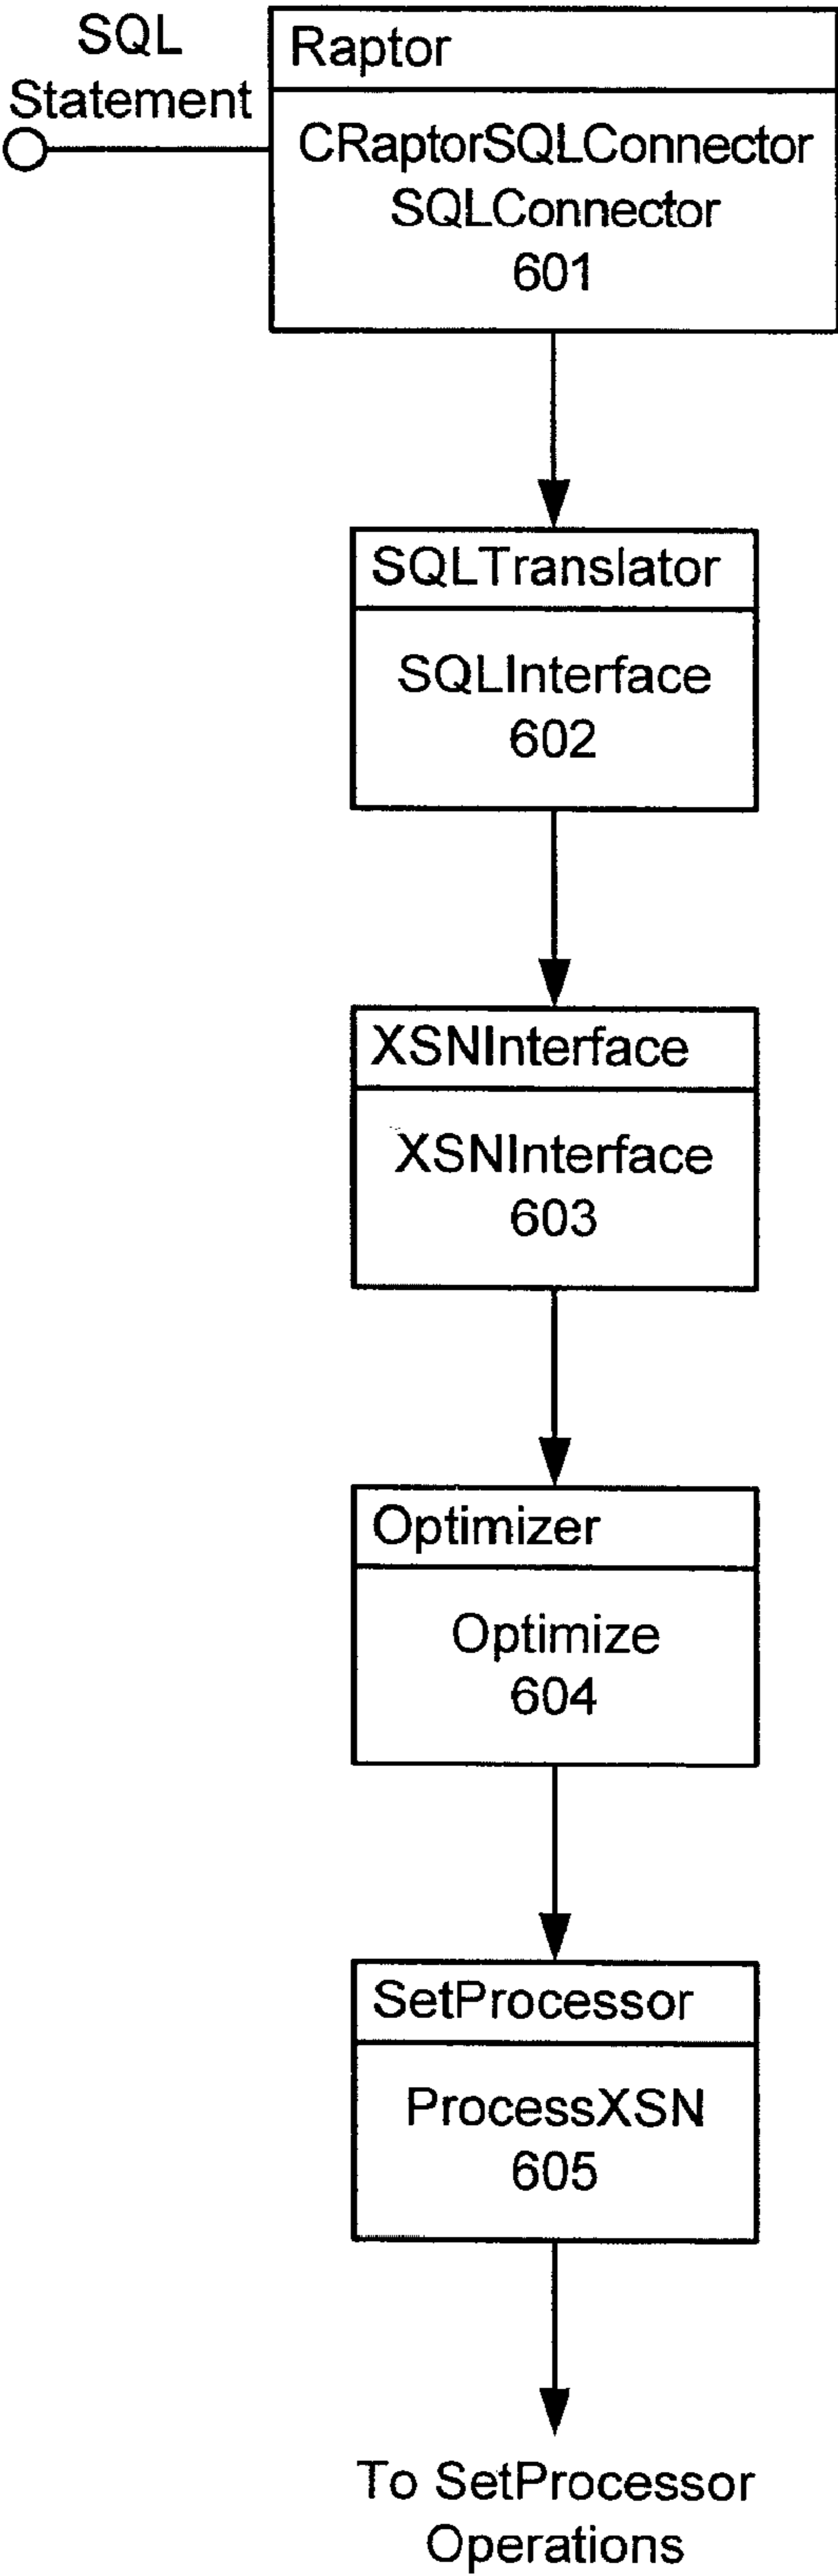 SQL
Statement
Raptor
CRaptorSQLConnector
SQLConnector
601
SQLTranslator
SQLInterface
602
XSNInterface
XSNInterface
603
Optimizer
Optimize
604
SetProcessor
ProcessXSN
605
To SetProcessor
Operations